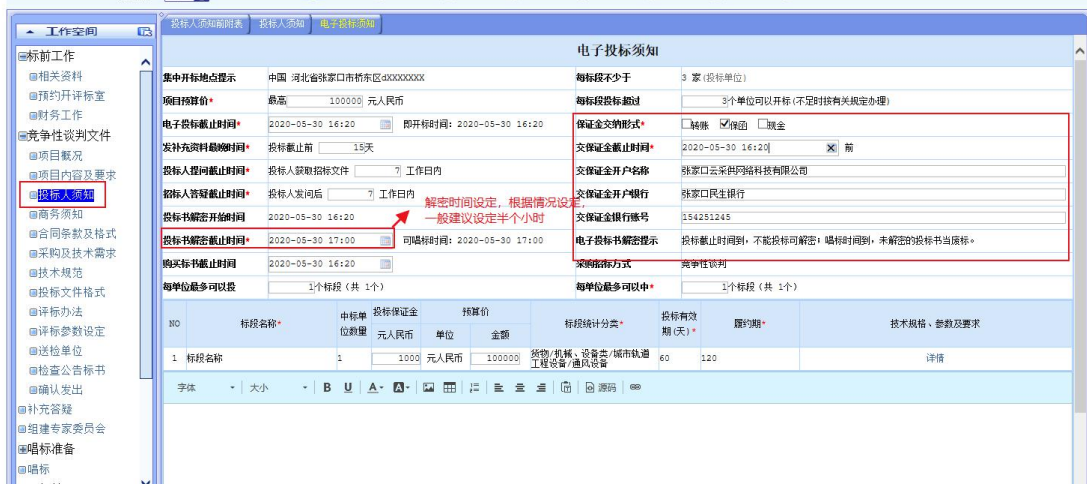 工作空间
标前工作
相关资料
预约开评标室
财务工作
竞争性谈判文件
项目概况
项目内容及要求
投标人须知
商务须知
合同条款及格式
采购及技术需求
技术规范
投标文件格式
评标办法
评标参数设定
送检单位
检查公告标书
确认发出
补充答疑
组建专家委员会
唱标准备
唱标
投标人须知前附表 投标人须知 电子投标须知
电子投标须知
集中开标地点提示 中国 河北省张家口市桥东区dXXXXXXX 每标段不少于 3 家(投标单位)
项目预算价* 最高 100000 元人民币 每标段投标超过 3个单位可以开标(不足时按有关规定办理)
电子投标截止时间* 2020-05-30 16:20 即开标时间: 2020-05-30 16:20 保证金交纳形式* 转账 保函 现金
发补充资料最晚时间* 投标截止前 15天 交保证金截止时间* 2020-05-30 16:20 前
投标人提问截止时间* 投标人获取招标文件 7 工作日内 交保证金开户名称 张家口云采供网络科技有限公司
招标人答疑截止时间* 投标人发问后 7 工作日内 交保证金开户银行 张家口民生银行
解密时间设定，根据情况设定，
一般建议设定半个小时
投标书解密开始时间 2020-05-30 16:20 交保证金银行账号 154251245
投标书解密截止时间* 2020-05-30 17:00 可唱标时间: 2020-05-30 17:00 电子投标书解密提示 投标截止时间到，不能投标可解密；唱标时间到，未解密的投标书当废标。
购买标书截止时间 2020-05-30 16:20 采购招标方式 竞争性谈判
每单位最多可以投 1个标段 (共 1个) 每单位最多可以中* 1个标段 (共 1个)
NO 标段名称* 中标单位数量 投标保证金 元人民币 预算价 单位 金额 标段统计分类* 投标有效期(天)* 履约期* 技术规格、参数及要求
1 标段名称 1 1000 元人民币 100000 货物/机械、设备类/城市轨道工程设备/通风设备 60 120 详情
字体 大小 B U A A 源码